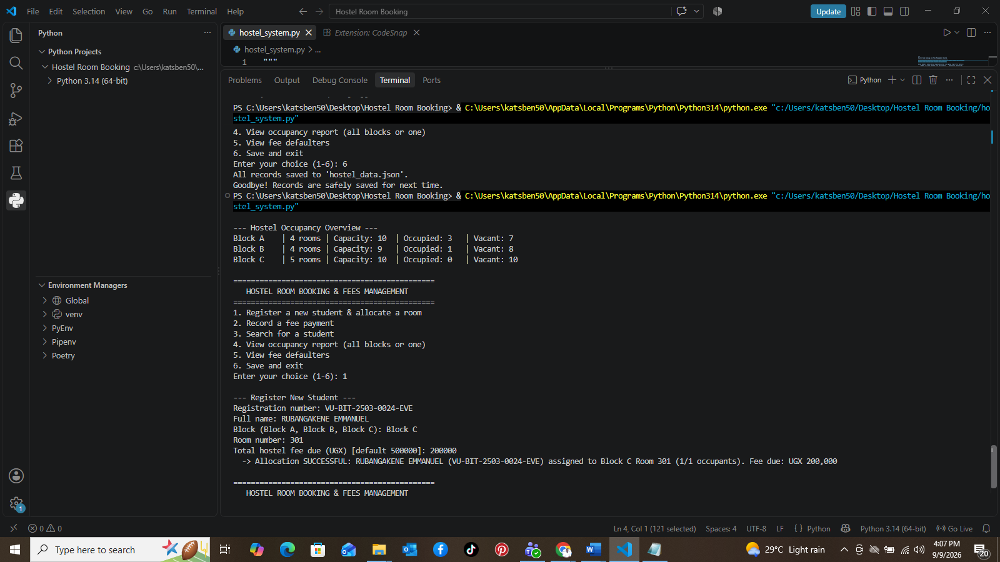 File Edit Selection View Go Run Terminal Help
Hostel Room Booking
Update
Python
Python Projects
Hostel Room Booking c:\Users\katsben50\...
Python 3.14 (64-bit)
Environment Managers
Global
venv
PyEnv
Pipenv
Poetry
1
hostel_system.py
Extension: CodeSnap
hostel_system.py > ...
1 """
Problems Output Debug Console Terminal Ports
Python
PS C:\Users\katsben50\Desktop\Hostel Room Booking> & C:\Users\katsben50\AppData\Local\Programs\Python\Python314\python.exe "c:/Users/katsben50/Desktop/Hostel Room Booking/ho
stel_system.py"
4. View occupancy report (all blocks or one)
5. View fee defaulters
6. Save and exit
Enter your choice (1-6): 6
All records saved to 'hostel_data.json'.
Goodbye! Records are safely saved for next time.
PS C:\Users\katsben50\Desktop\Hostel Room Booking> & C:\Users\katsben50\AppData\Local\Programs\Python\Python314\python.exe "c:/Users/katsben50/Desktop/Hostel Room Booking/ho
stel_system.py"
--- Hostel Occupancy Overview ---
Block A | 4 rooms | Capacity: 10 | Occupied: 3 | Vacant: 7
Block B | 4 rooms | Capacity: 9 | Occupied: 1 | Vacant: 8
Block C | 5 rooms | Capacity: 10 | Occupied: 0 | Vacant: 10
==============================================
HOSTEL ROOM BOOKING & FEES MANAGEMENT
==============================================
1. Register a new student & allocate a room
2. Record a fee payment
3. Search for a student
4. View occupancy report (all blocks or one)
5. View fee defaulters
6. Save and exit
Enter your choice (1-6): 1
--- Register New Student ---
Registration number: VU-BIT-2503-0024-EVE
Full name: RUBANGAKENE EMMANUEL
Block (Block A, Block B, Block C): Block C
Room number: 301
Total hostel fee due (UGX) [default 500000]: 200000
-> Allocation SUCCESSFUL: RUBANGAKENE EMMANUEL (VU-BIT-2503-0024-EVE) assigned to Block C Room 301 (1/1 occupants). Fee due: UGX 200,000
==============================================
HOSTEL ROOM BOOKING & FEES MANAGEMENT
0 0
Ln 4, Col 1 (121 selected) Spaces: 4 UTF-8 LF { } Python Python 3.14 (64-bit) Go Live
Type here to search
29°C Light rain
4:07 PM
9/9/2026
20